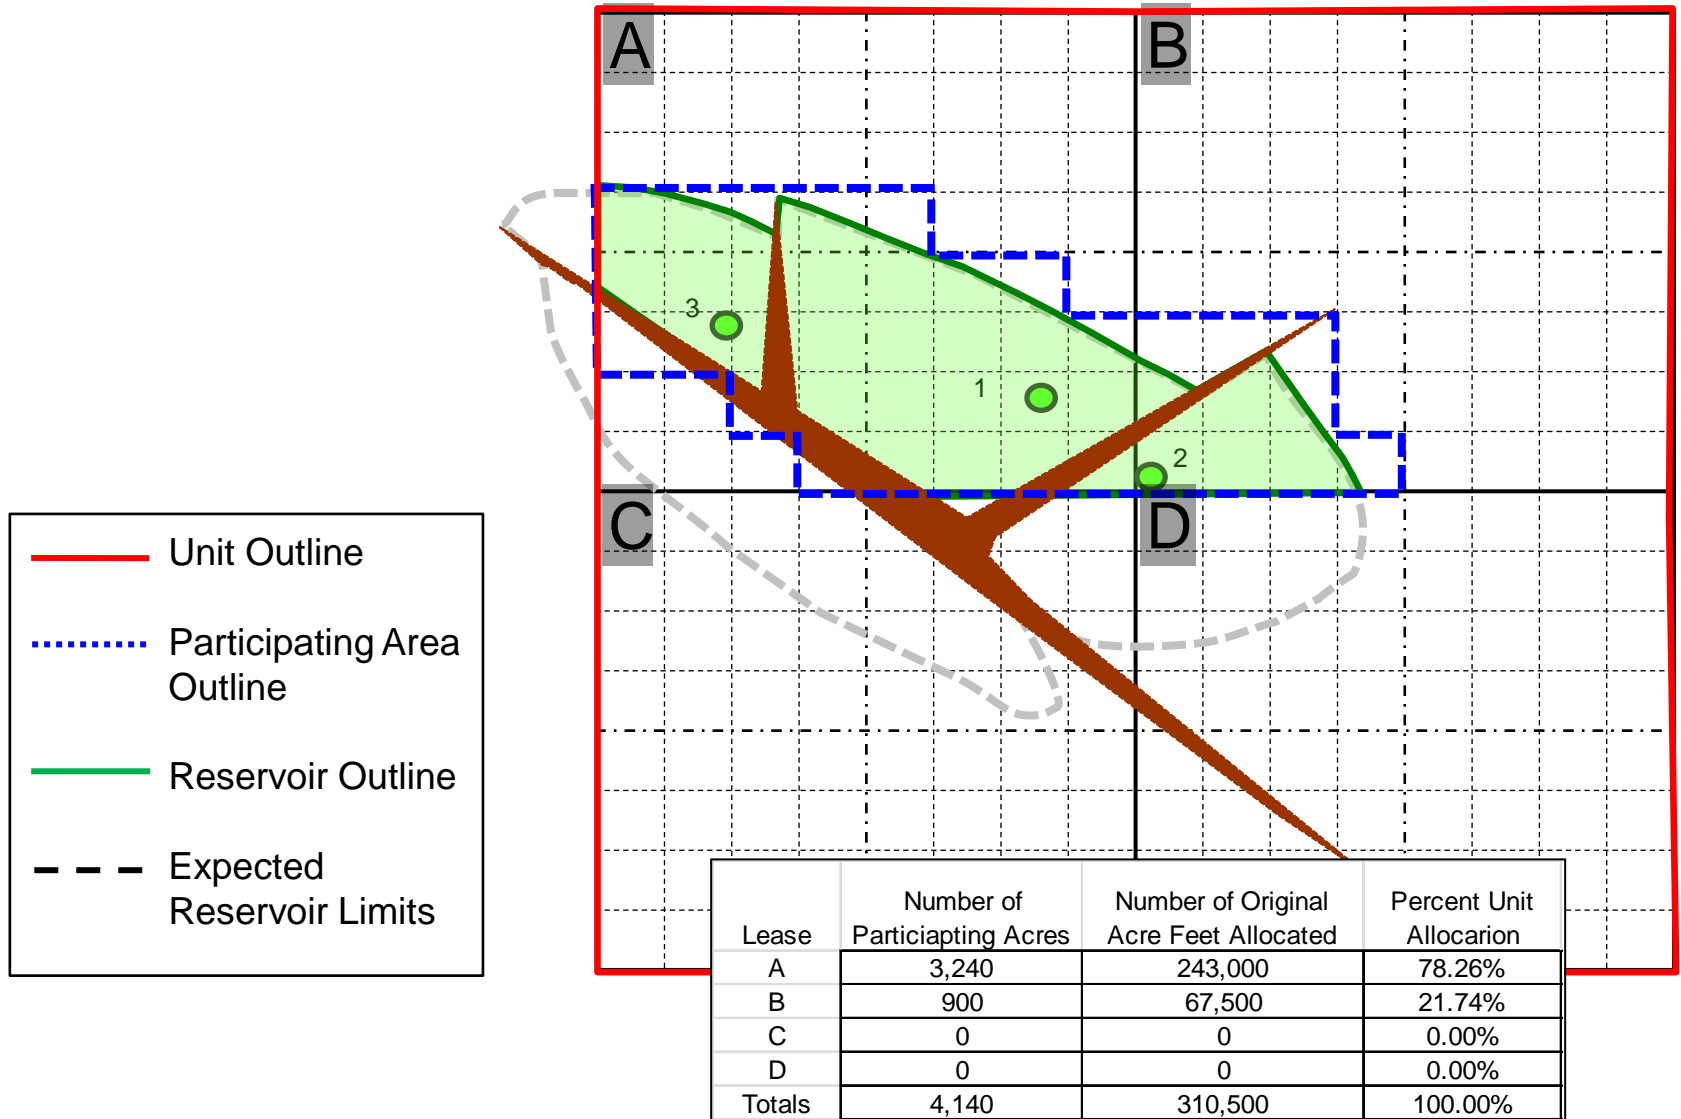 A
B
3
1
2
C
D
Unit Outline
Participating Area
Outline
Reservoir Outline
Expected
Reservoir Limits
Number of Number of Original Percent Unit
Lease Particiapting Acres Acre Feet Allocated Allocarion
A 3,240 243,000 78.26%
B 900 67,500 21.74%
C 0 0 0.00%
D 0 0 0.00%
Totals 4,140 310,500 100.00%